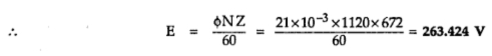 ∴ E = ϕNZ/60 = 21×10⁻³×1120×672/60 = 263.424 V